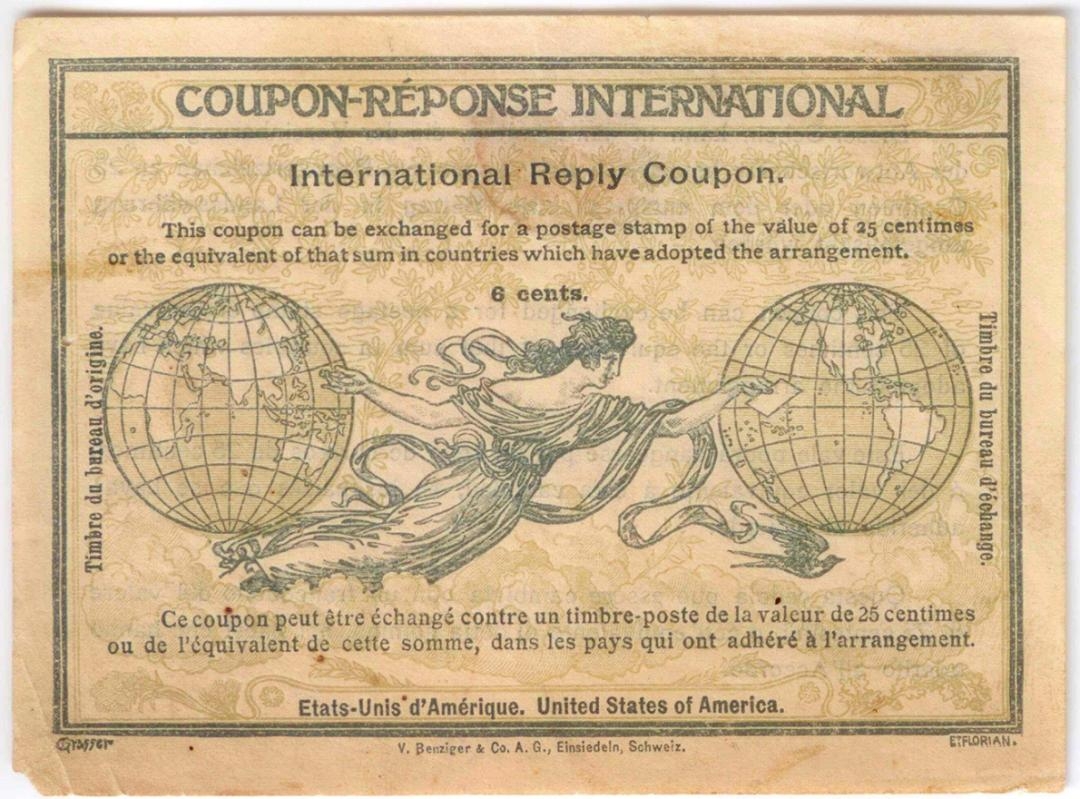 COUPON-RÉPONSE INTERNATIONAL
International Reply Coupon.
This coupon can be exchanged for a postage stamp of the value of 25 centimes
or the equivalent of that sum in countries which have adopted the arrangement.
6 cents.
Timbre du bureau d'origine.
Timbre du bureau d'échange.
Ce coupon peut être échangé contre un timbre-poste de la valeur de 25 centimes
ou de l'équivalent de cette somme, dans les pays qui ont adhéré à l'arrangement.
Etats-Unis d'Amérique. United States of America.
Grasset
V. Benziger & Co. A. G., Einsiedeln, Schweiz.
E. FLORIAN.